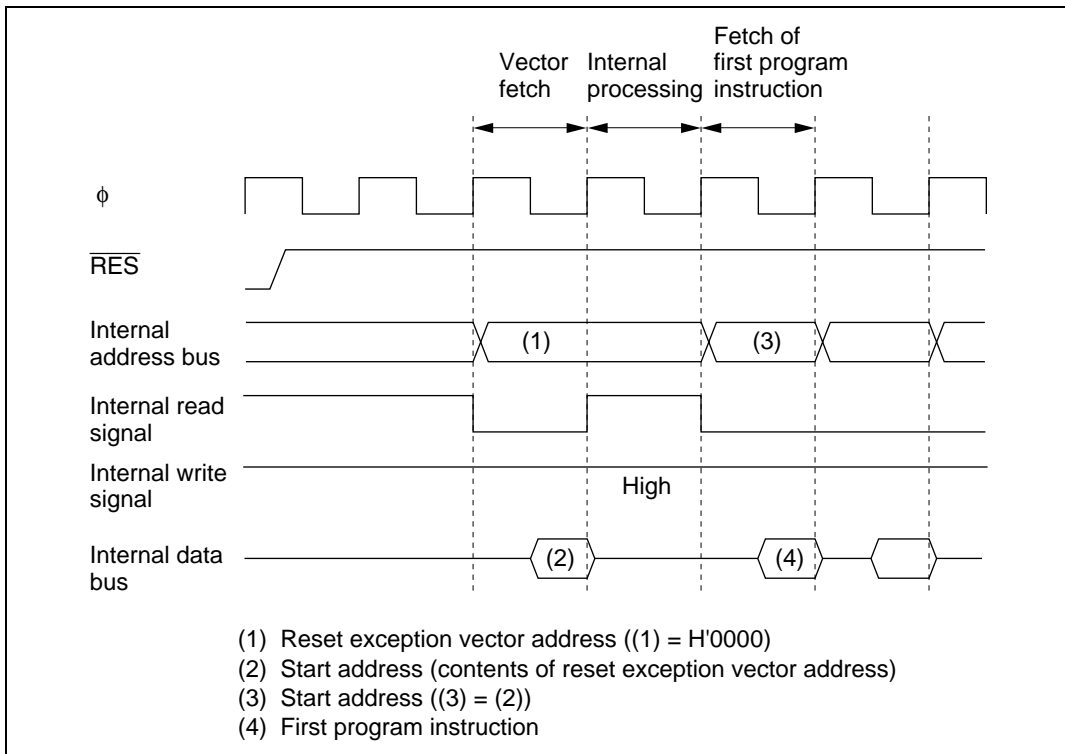 Vector
fetch
Internal
processing
Fetch of
first program
instruction
ϕ
RES
Internal
address bus
(1)
(3)
Internal read
signal
Internal write
signal
High
Internal data
bus
(2)
(4)
(1) Reset exception vector address ((1) = H'0000)
(2) Start address (contents of reset exception vector address)
(3) Start address ((3) = (2))
(4) First program instruction